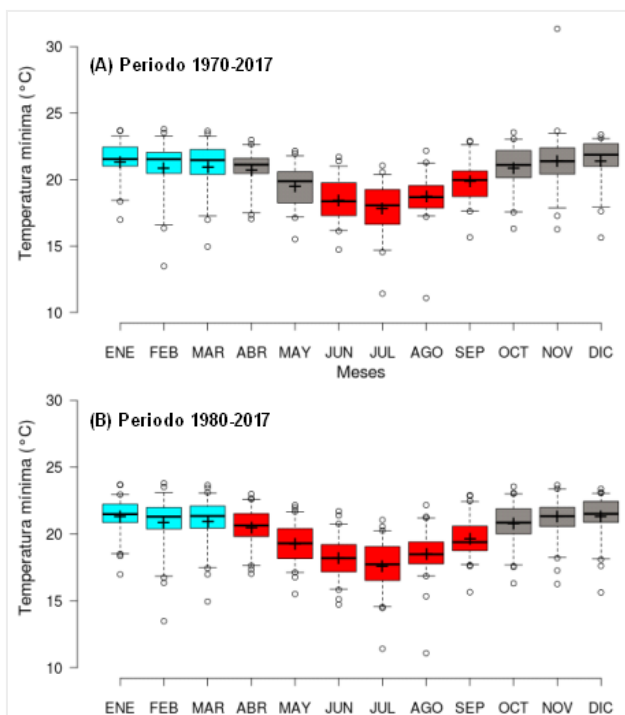 (A) Periodo 1970-2017
Temperatura mínima (°C)
30
25
20
15
10
ENE FEB MAR ABR MAY JUN JUL AGO SEP OCT NOV DIC
Meses
(B) Periodo 1980-2017
Temperatura mínima (°C)
30
25
20
15
10
ENE FEB MAR ABR MAY JUN JUL AGO SEP OCT NOV DIC